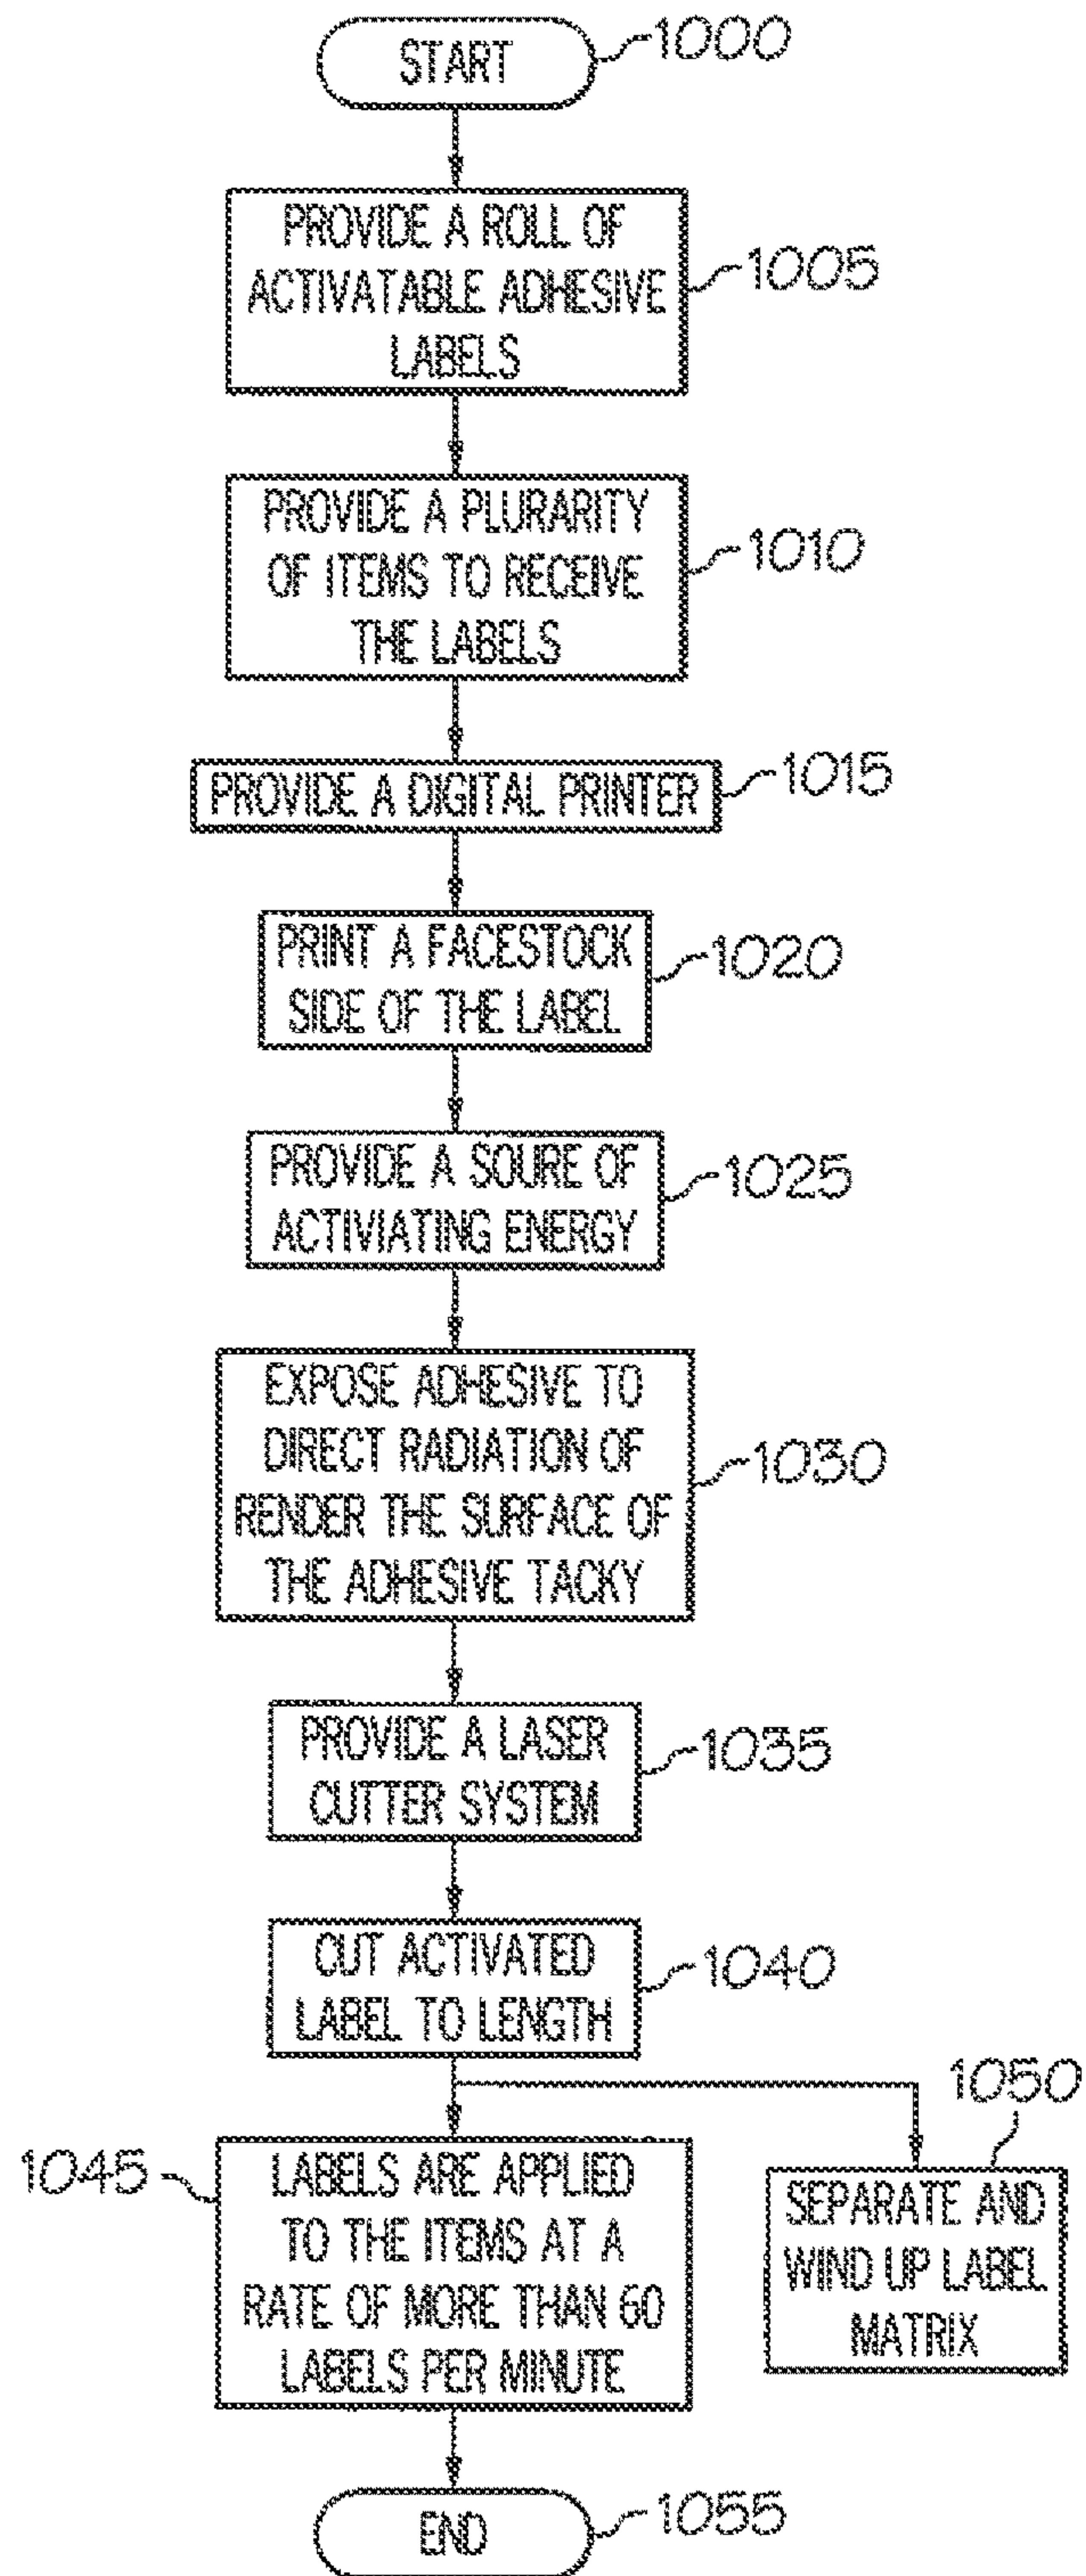 START
1000
PROVIDE A ROLL OF
ACTIVATABLE ADHESIVE
LABELS
1005
PROVIDE A PLURARITY
OF ITEMS TO RECEIVE
THE LABELS
1010
PROVIDE A DIGITAL PRINTER
1015
PRINT A FACESTOCK
SIDE OF THE LABEL
1020
PROVIDE A SOURE OF
ACTIVIATING ENERGY
1025
EXPOSE ADHESIVE TO
DIRECT RADIATION OF
RENDER THE SURFACE OF
THE ADHESIVE TACKY
1030
PROVIDE A LASER
CUTTER SYSTEM
1035
CUT ACTIVATED
LABEL TO LENGTH
1040
1045
LABELS ARE APPLIED
TO THE ITEMS AT A
RATE OF MORE THAN 60
LABELS PER MINUTE
1050
SEPARATE AND
WIND UP LABEL
MATRIX
END
1055